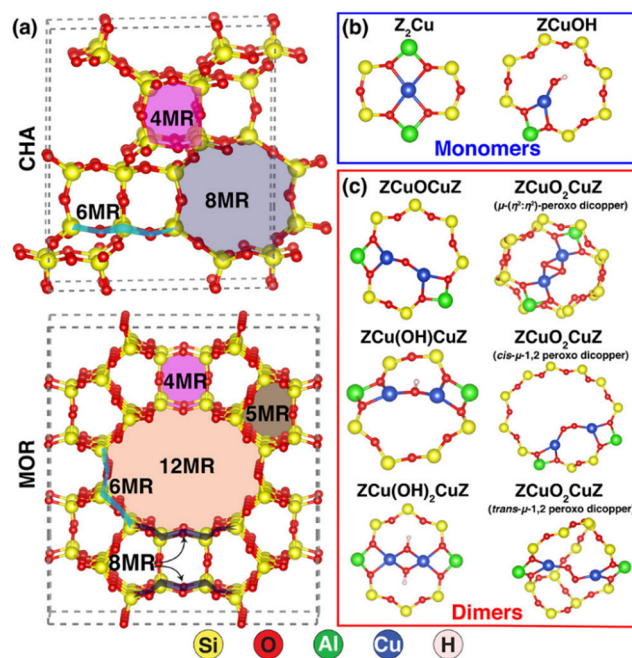 (a)
CHA
4MR
6MR
8MR
MOR
4MR
5MR
12MR
6MR
8MR
(b)
Z₂Cu
ZCuOH
Monomers
(c)
ZCuOCuZ
ZCuO₂CuZ
(μ-(η²:η²)-peroxo dicopper)
ZCu(OH)CuZ
ZCuO₂CuZ
(cis-μ-1,2 peroxo dicopper)
ZCu(OH)₂CuZ
ZCuO₂CuZ
(trans-μ-1,2 peroxo dicopper)
Dimers
Si O Al Cu H